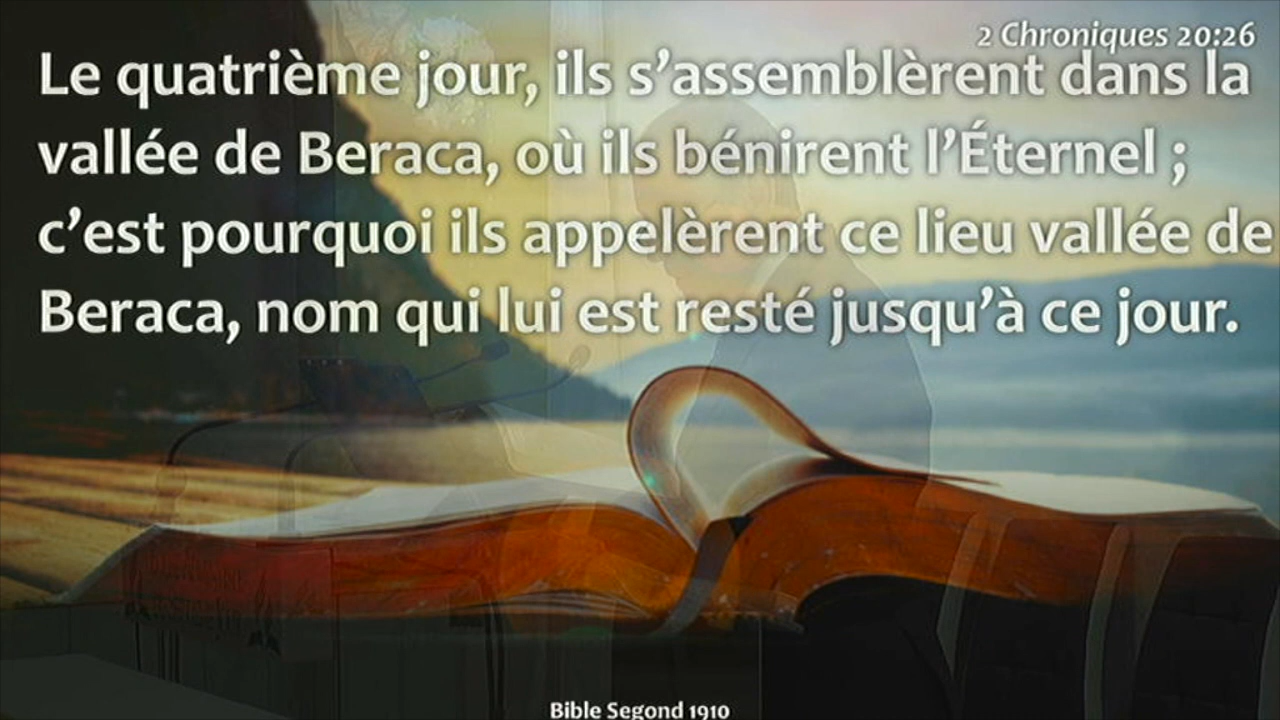 2 Chroniques 20:26
Le quatrième jour, ils s’assemblèrent dans la
vallée de Beraca, où ils bénirent l’Éternel ;
c’est pourquoi ils appelèrent ce lieu vallée de
Beraca, nom qui lui est resté jusqu’à ce jour.
Bible Segond 1910